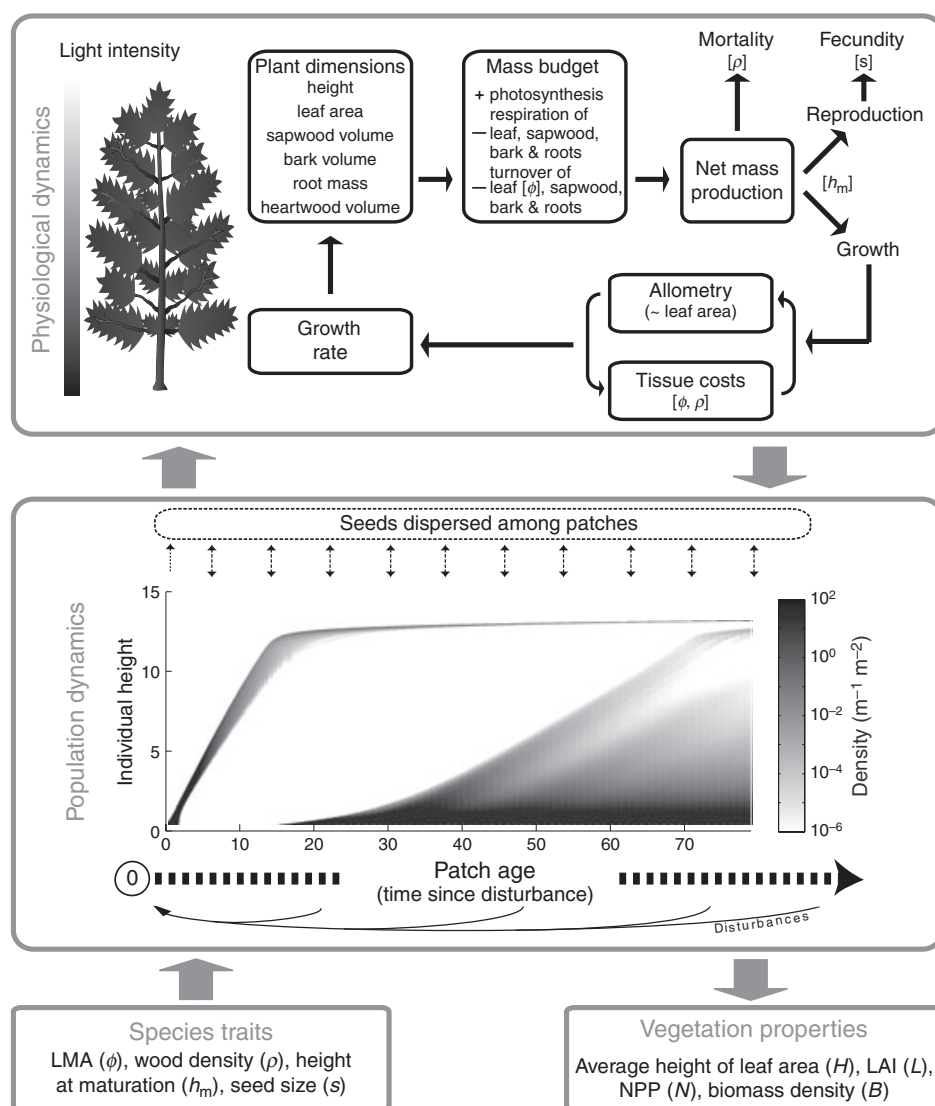 Light intensity
Physiological dynamics
Plant dimensions
height
leaf area
sapwood volume
bark volume
root mass
heartwood volume
Mass budget
+ photosynthesis
respiration of
— leaf, sapwood,
bark & roots
turnover of
— leaf [ϕ], sapwood,
bark & roots
Mortality
[ρ]
Fecundity
[s]
Reproduction
Net mass
production
[hm]
Growth
Allometry
(~ leaf area)
Tissue costs
[ϕ, ρ]
Growth
rate
Population dynamics
Seeds dispersed among patches
Individual height
15
10
5
0
0 10 20 30 40 50 60 70
10²
10⁰
10⁻²
10⁻⁴
10⁻⁶
Density (m⁻¹ m⁻²)
0
Patch age
(time since disturbance)
Disturbances
Species traits
LMA (ϕ), wood density (ρ), height
at maturation (hm), seed size (s)
Vegetation properties
Average height of leaf area (H), LAI (L),
NPP (N), biomass density (B)